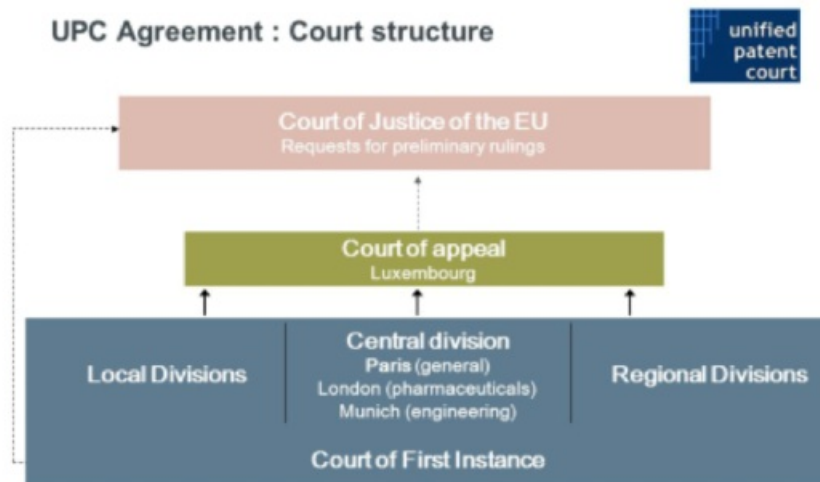 UPC Agreement : Court structure
unified
patent
court
Court of Justice of the EU
Requests for preliminary rulings
Court of appeal
Luxembourg
Local Divisions
Central division
Paris (general)
London (pharmaceuticals)
Munich (engineering)
Regional Divisions
Court of First Instance